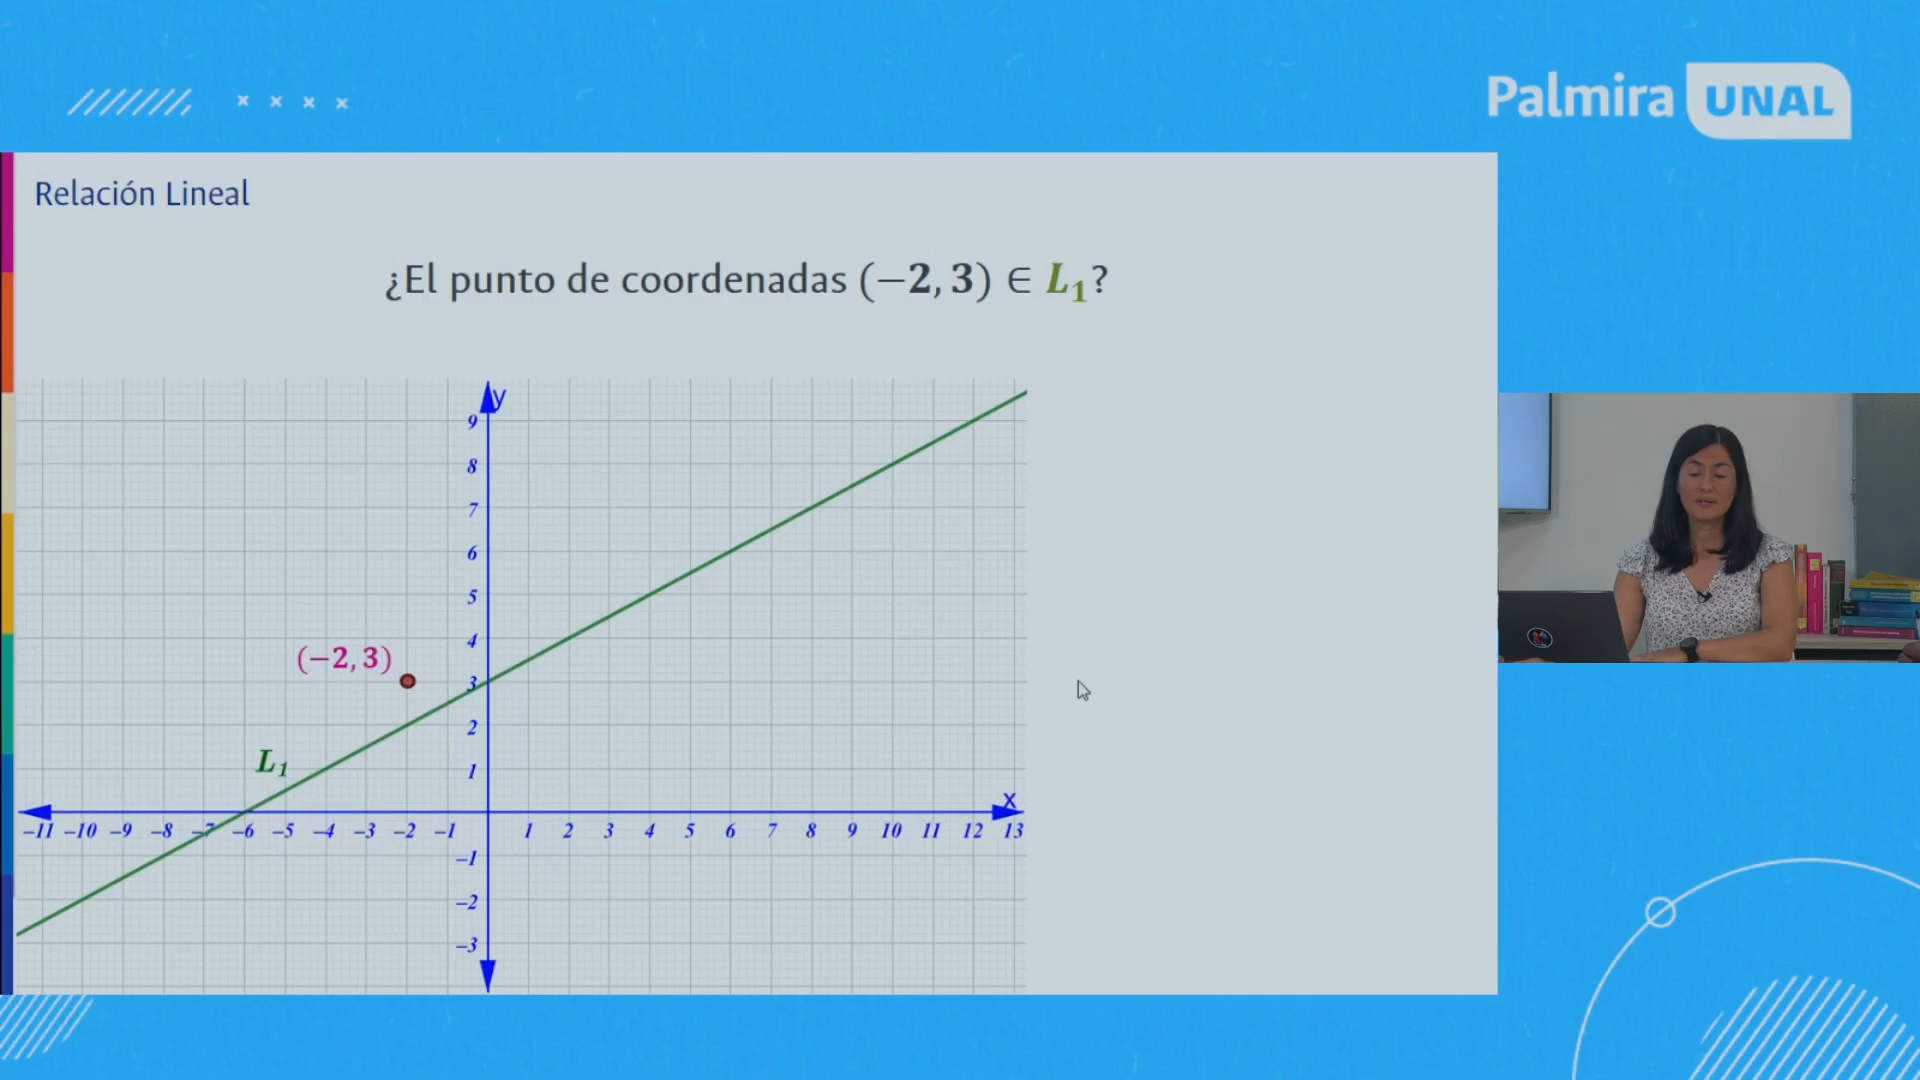 Palmira UNAL
Relación Lineal
¿El punto de coordenadas (−2, 3) ∈ L₁?
y
9
8
7
6
5
4
(−2, 3)
3
2
L₁
1
x
−11 −10 −9 −8 −7 −6 −5 −4 −3 −2 −1 1 2 3 4 5 6 7 8 9 10 11 12 13
−1
−2
−3